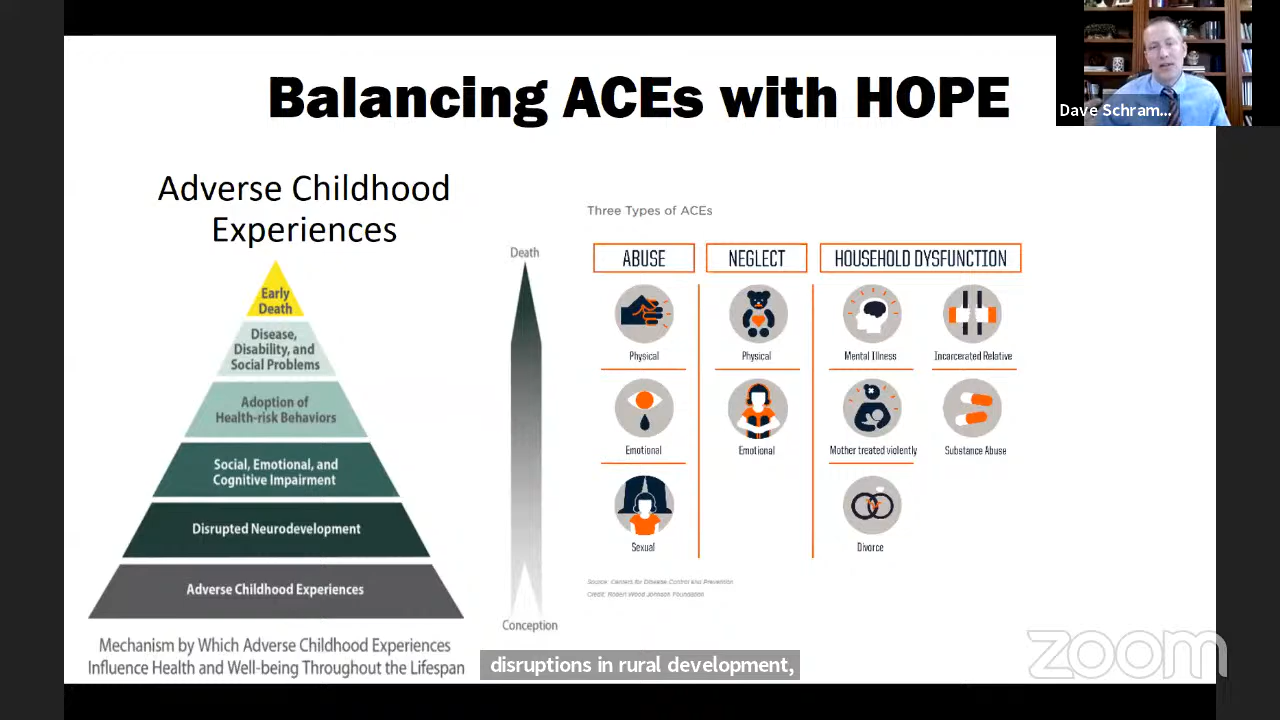 Balancing ACEs with HOPE
Dave Schram...
Adverse Childhood
Experiences
Early
Death
Disease,
Disability, and
Social Problems
Adoption of
Health-risk Behaviors
Social, Emotional, and
Cognitive Impairment
Disrupted Neurodevelopment
Adverse Childhood Experiences
Mechanism by Which Adverse Childhood Experiences
Influence Health and Well-being Throughout the Lifespan
Death
Conception
Three Types of ACEs
ABUSE
NEGLECT
HOUSEHOLD DYSFUNCTION
Physical
Physical
Mental Illness
Incarcerated Relative
Emotional
Emotional
Mother treated violently
Substance Abuse
Sexual
Divorce
Source: Centers for Disease Control and Prevention
Credit: Robert Wood Johnson Foundation
disruptions in rural development,
zoom